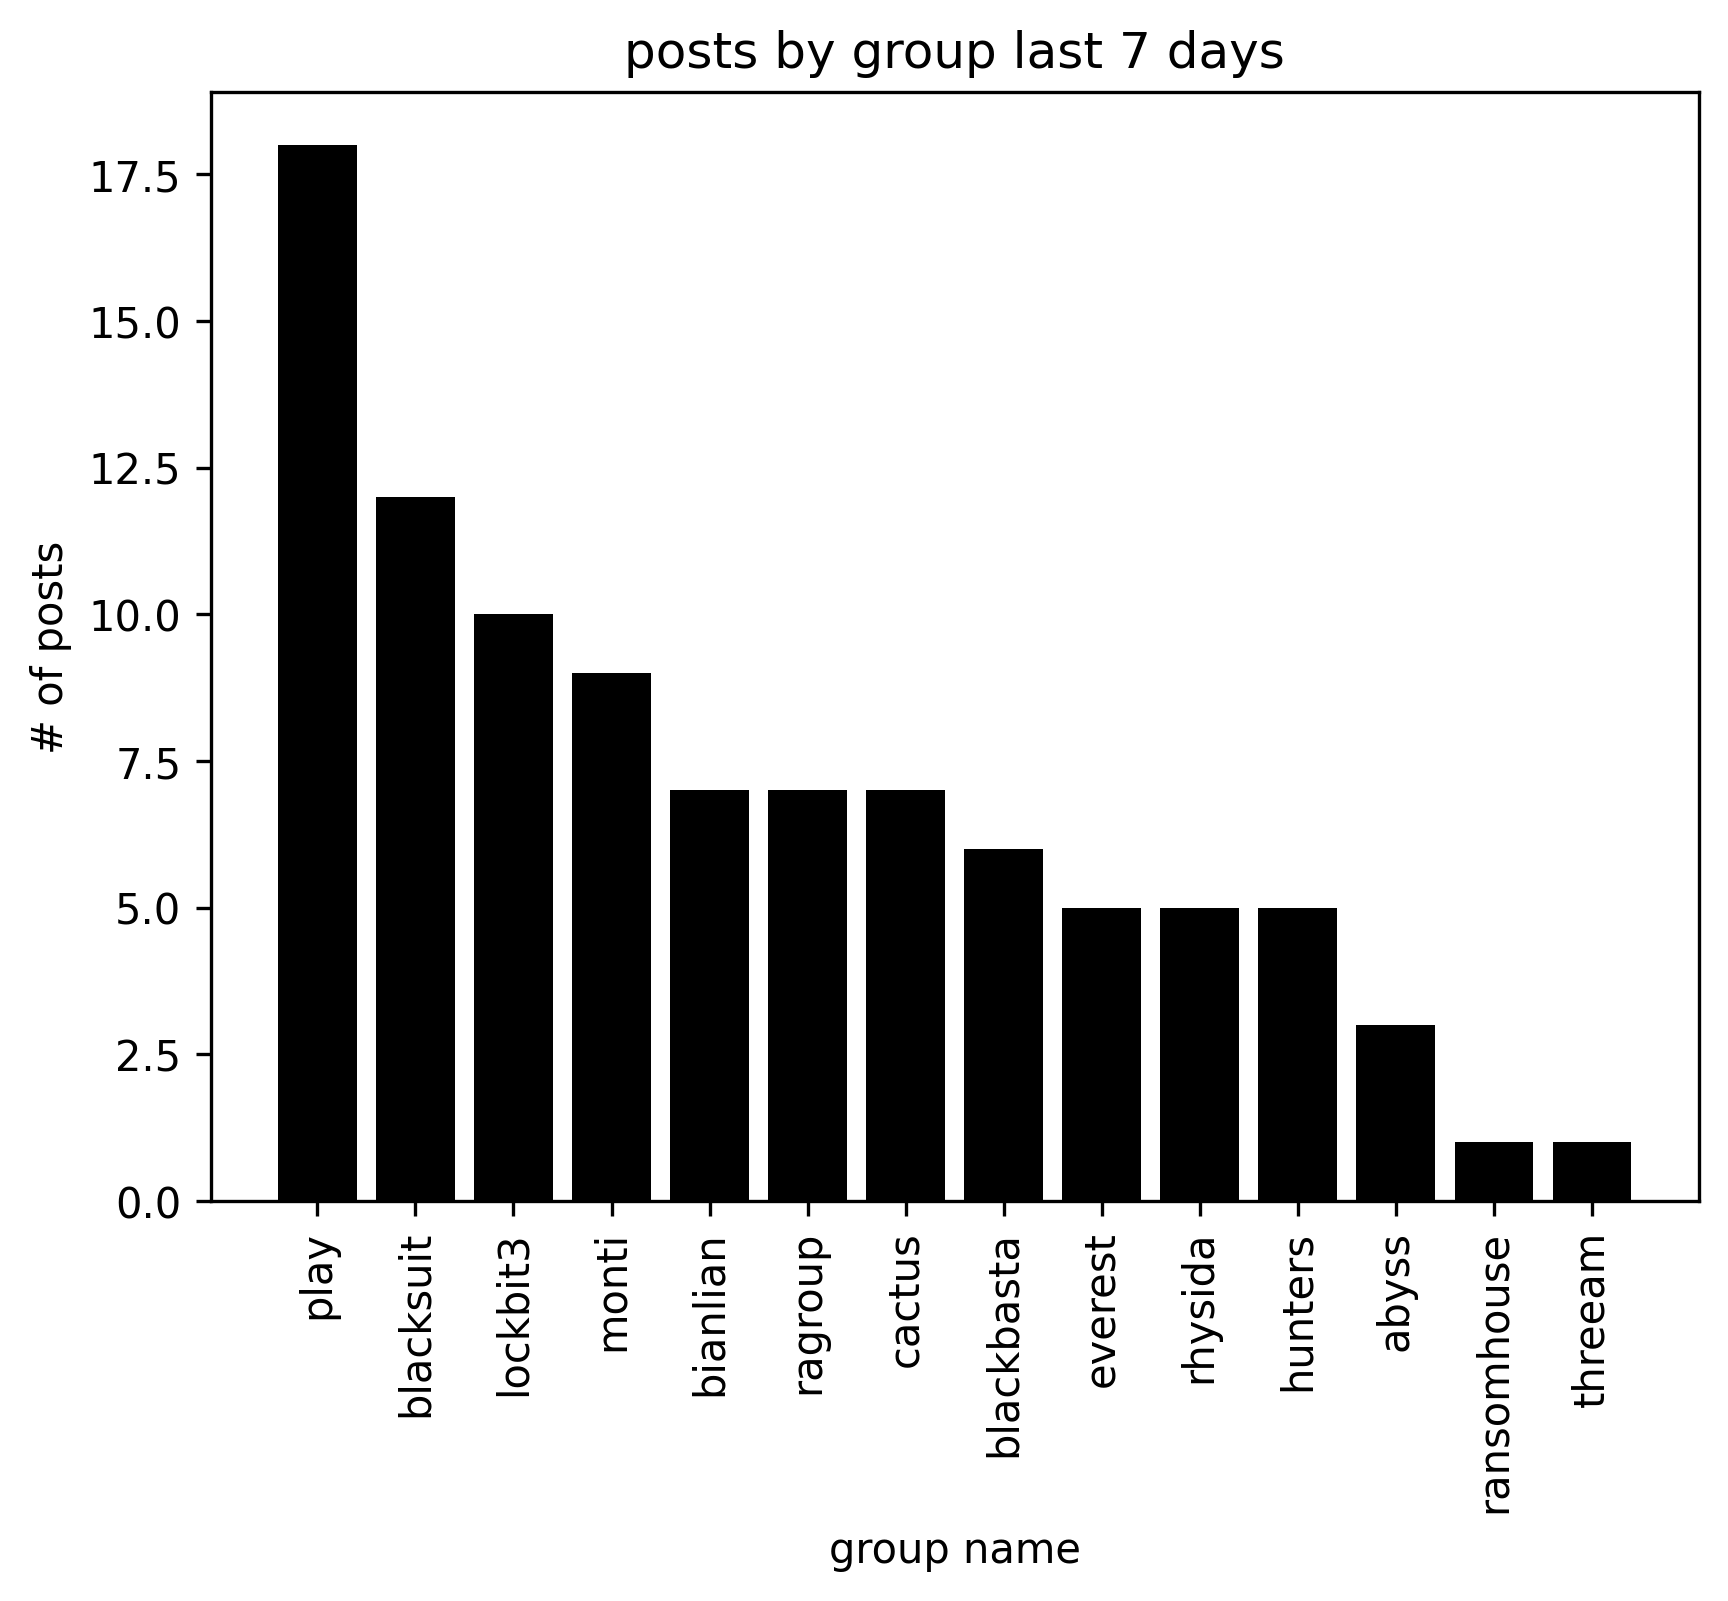 posts by group last 7 days
# of posts
17.5
15.0
12.5
10.0
7.5
5.0
2.5
0.0
play
blacksuit
lockbit3
monti
bianlian
ragroup
cactus
blackbasta
everest
rhysida
hunters
abyss
ransomhouse
threeam
group name